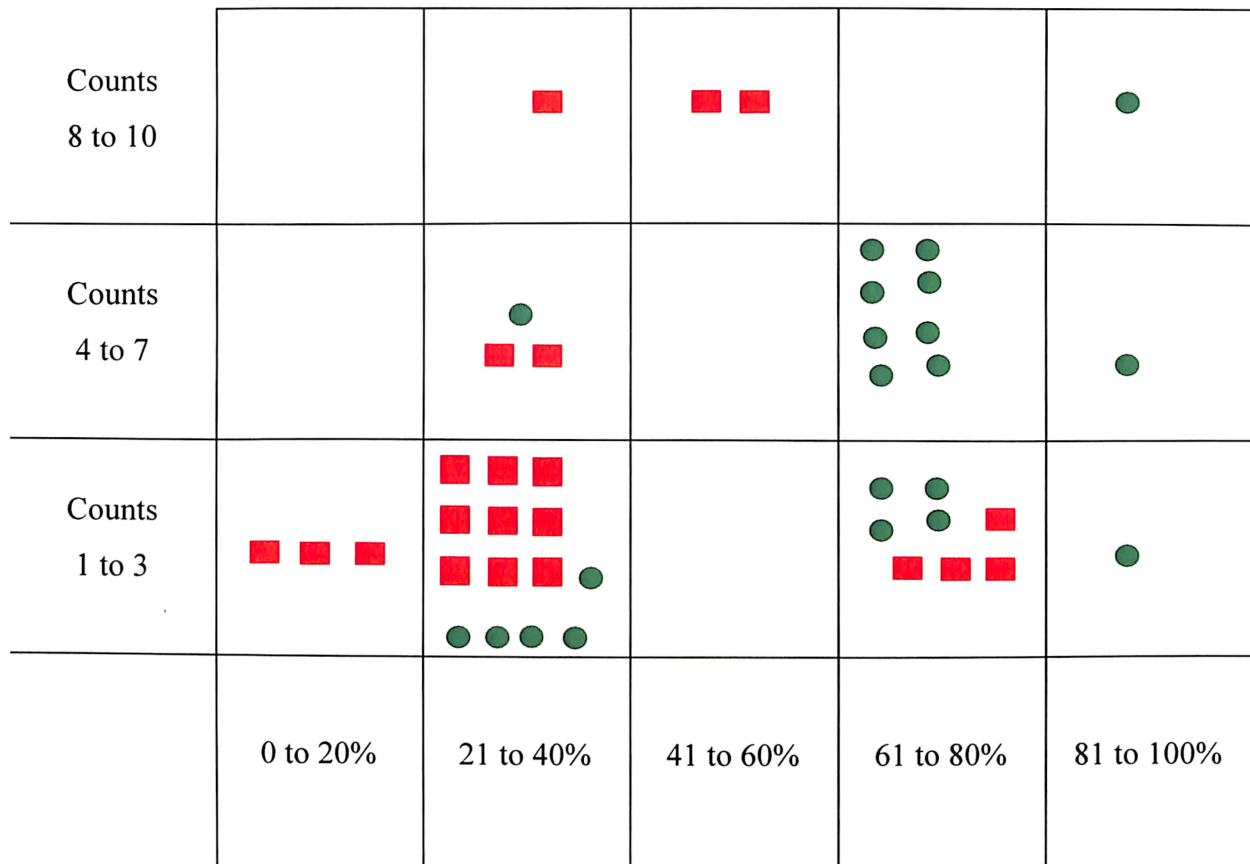 Counts
8 to 10
Counts
4 to 7
Counts
1 to 3
0 to 20%
21 to 40%
41 to 60%
61 to 80%
81 to 100%